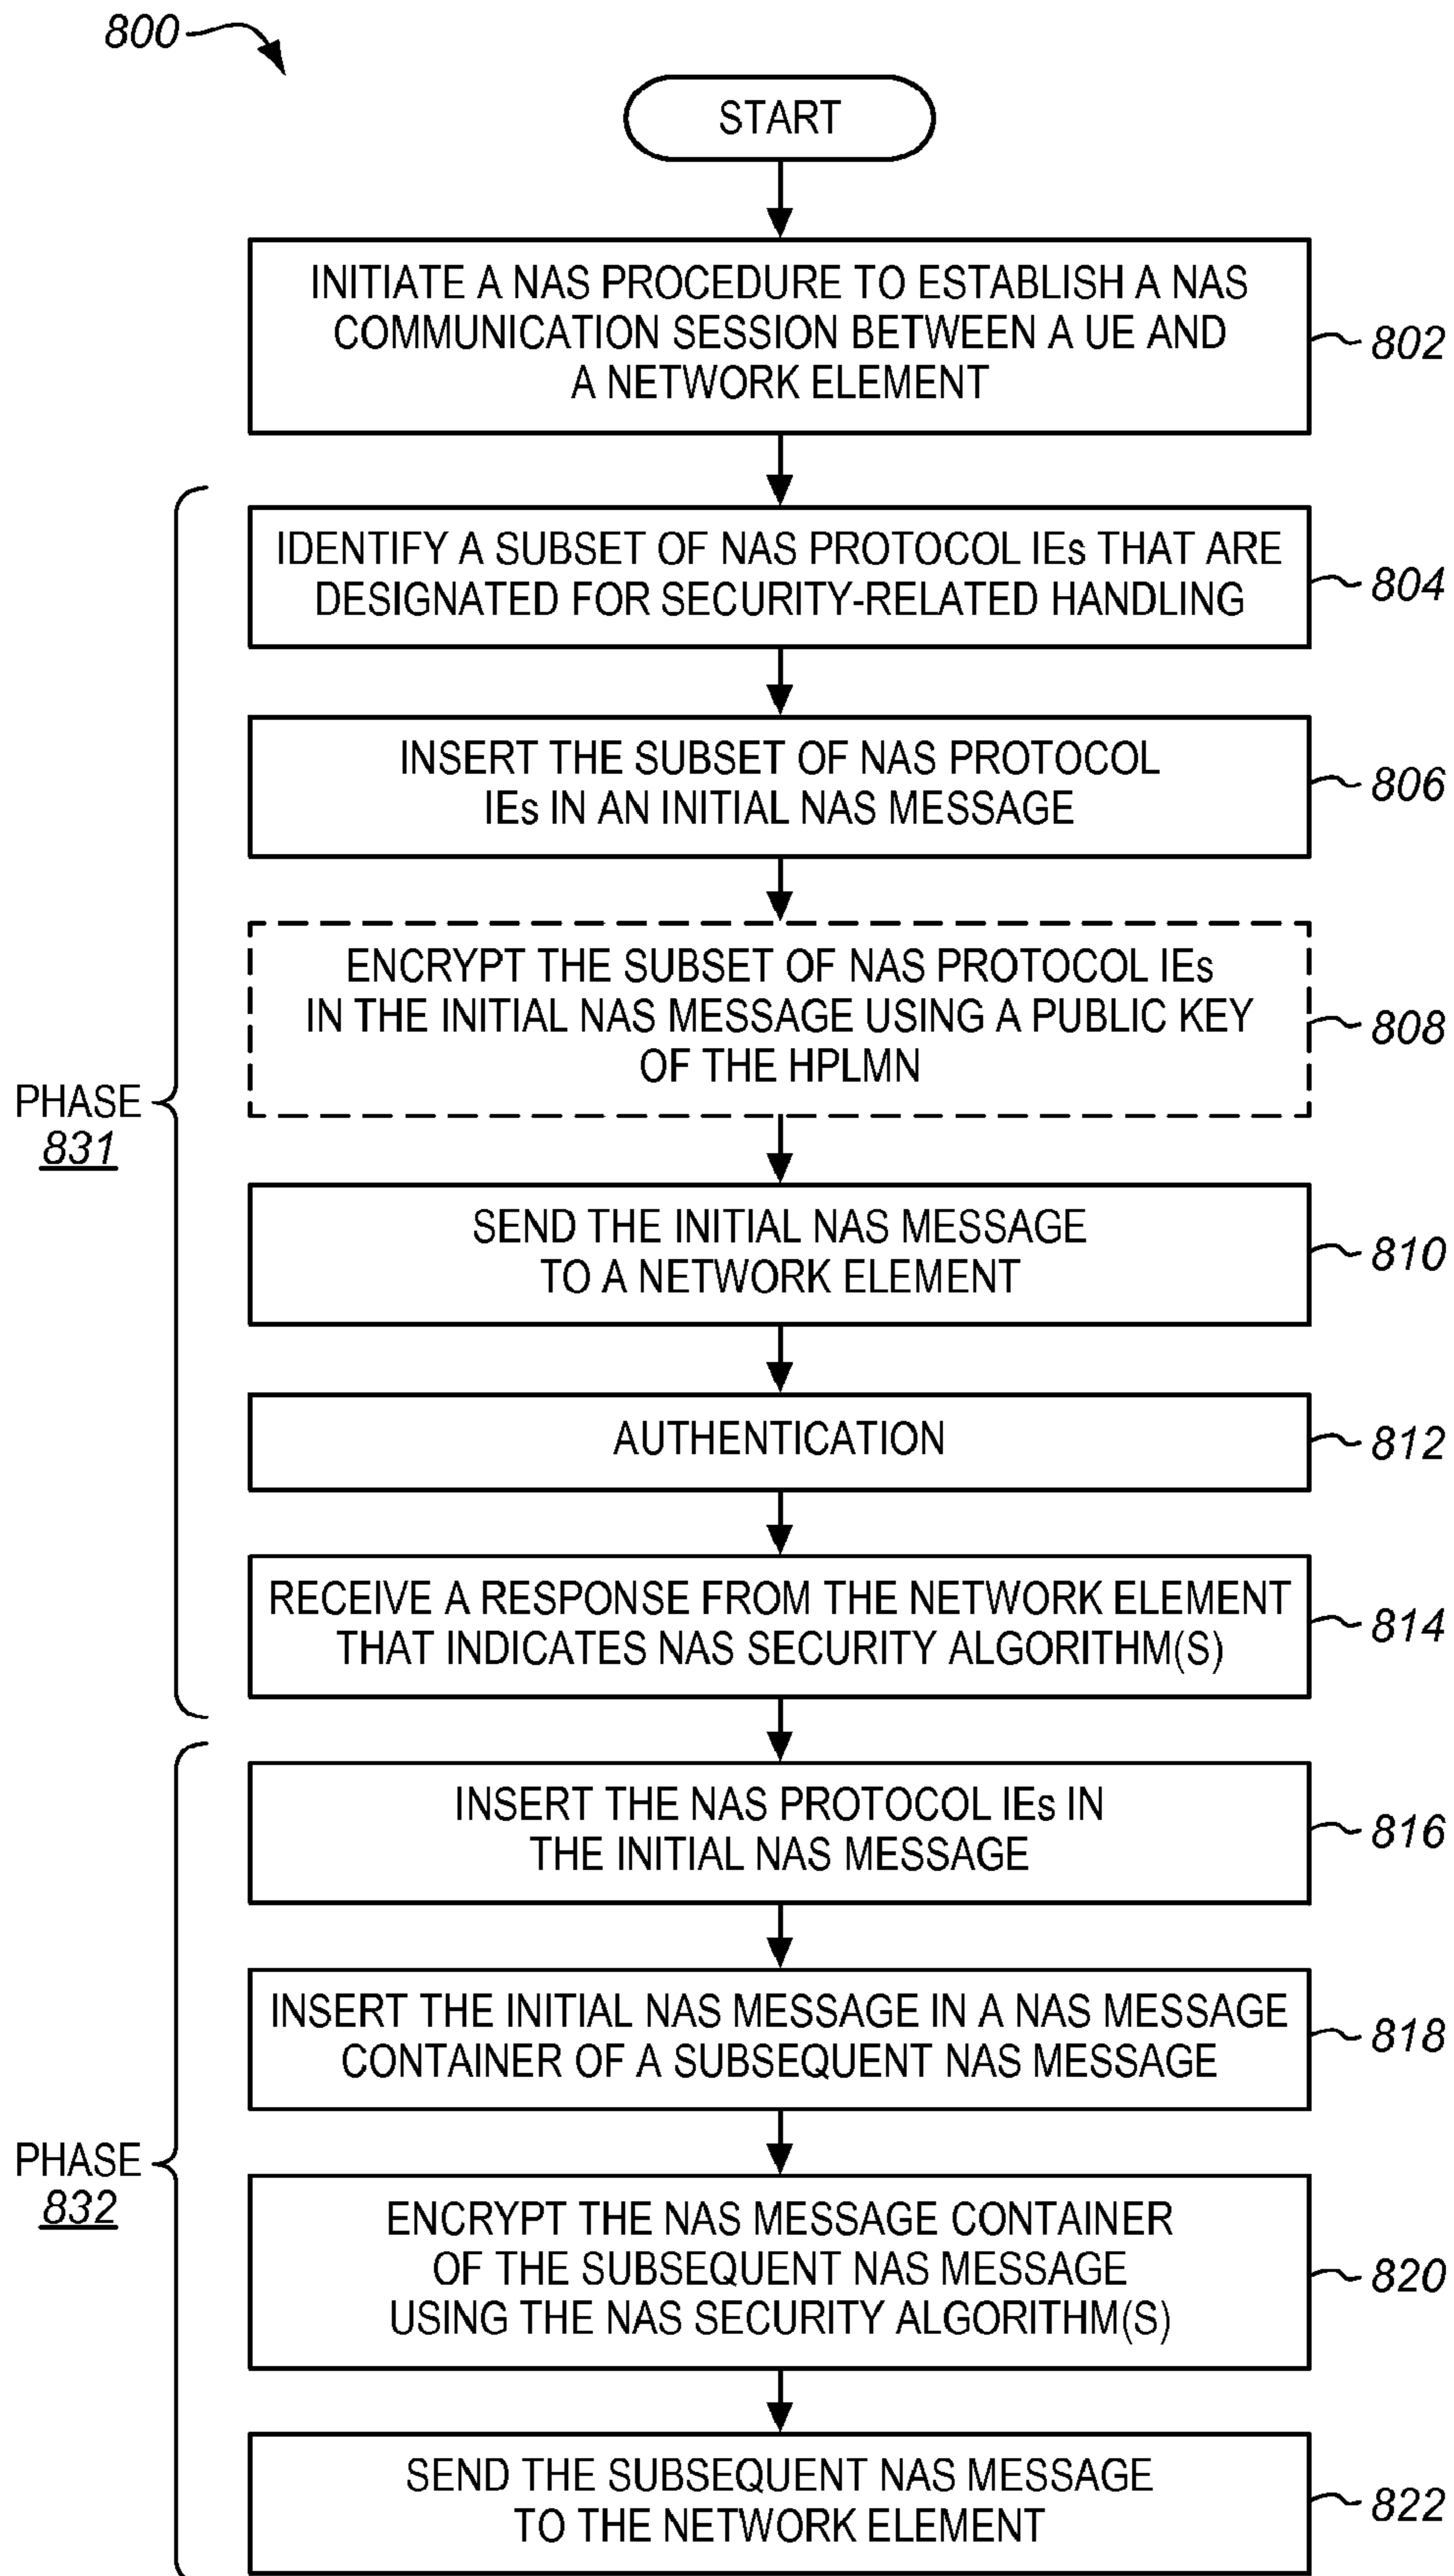 800
START
INITIATE A NAS PROCEDURE TO ESTABLISH A NAS
COMMUNICATION SESSION BETWEEN A UE AND
A NETWORK ELEMENT
802
IDENTIFY A SUBSET OF NAS PROTOCOL IEs THAT ARE
DESIGNATED FOR SECURITY-RELATED HANDLING
804
INSERT THE SUBSET OF NAS PROTOCOL
IEs IN AN INITIAL NAS MESSAGE
806
ENCRYPT THE SUBSET OF NAS PROTOCOL IEs
IN THE INITIAL NAS MESSAGE USING A PUBLIC KEY
OF THE HPLMN
808
PHASE
831
SEND THE INITIAL NAS MESSAGE
TO A NETWORK ELEMENT
810
AUTHENTICATION
812
RECEIVE A RESPONSE FROM THE NETWORK ELEMENT
THAT INDICATES NAS SECURITY ALGORITHM(S)
814
INSERT THE NAS PROTOCOL IEs IN
THE INITIAL NAS MESSAGE
816
INSERT THE INITIAL NAS MESSAGE IN A NAS MESSAGE
CONTAINER OF A SUBSEQUENT NAS MESSAGE
818
PHASE
832
ENCRYPT THE NAS MESSAGE CONTAINER
OF THE SUBSEQUENT NAS MESSAGE
USING THE NAS SECURITY ALGORITHM(S)
820
SEND THE SUBSEQUENT NAS MESSAGE
TO THE NETWORK ELEMENT
822